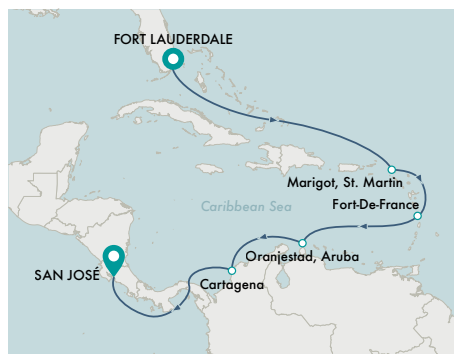 FORT LAUDERDALE
Marigot, St. Martin
Caribbean Sea
Fort-De-France
Oranjestad, Aruba
SAN JOSÉ
Cartagena